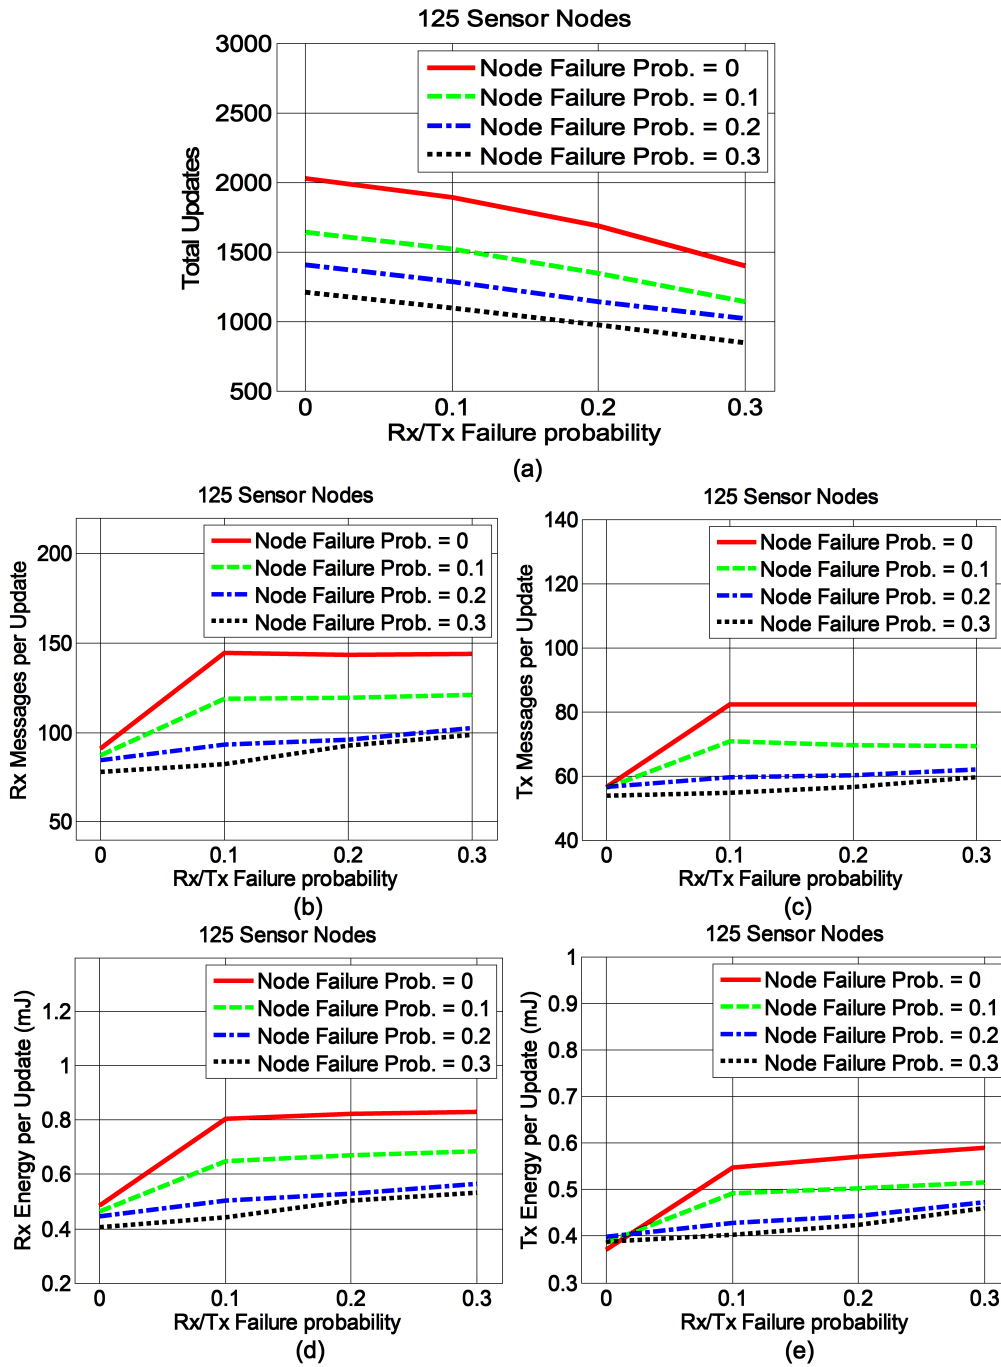 125 Sensor Nodes
3000
2500
2000
1500
1000
500
Total Updates
Node Failure Prob. = 0
Node Failure Prob. = 0.1
Node Failure Prob. = 0.2
Node Failure Prob. = 0.3
0 0.1 0.2 0.3
Rx/Tx Failure probability
(a)
125 Sensor Nodes
200
150
100
50
Rx Messages per Update
Node Failure Prob. = 0
Node Failure Prob. = 0.1
Node Failure Prob. = 0.2
Node Failure Prob. = 0.3
0 0.1 0.2 0.3
Rx/Tx Failure probability
(b)
125 Sensor Nodes
140
120
100
80
60
40
Tx Messages per Update
Node Failure Prob. = 0
Node Failure Prob. = 0.1
Node Failure Prob. = 0.2
Node Failure Prob. = 0.3
0 0.1 0.2 0.3
Rx/Tx Failure probability
(c)
125 Sensor Nodes
1.2
1
0.8
0.6
0.4
0.2
Rx Energy per Update (mJ)
Node Failure Prob. = 0
Node Failure Prob. = 0.1
Node Failure Prob. = 0.2
Node Failure Prob. = 0.3
0 0.1 0.2 0.3
Rx/Tx Failure probability
(d)
125 Sensor Nodes
1
0.9
0.8
0.7
0.6
0.5
0.4
0.3
Tx Energy per Update (mJ)
Node Failure Prob. = 0
Node Failure Prob. = 0.1
Node Failure Prob. = 0.2
Node Failure Prob. = 0.3
0 0.1 0.2 0.3
Rx/Tx Failure probability
(e)